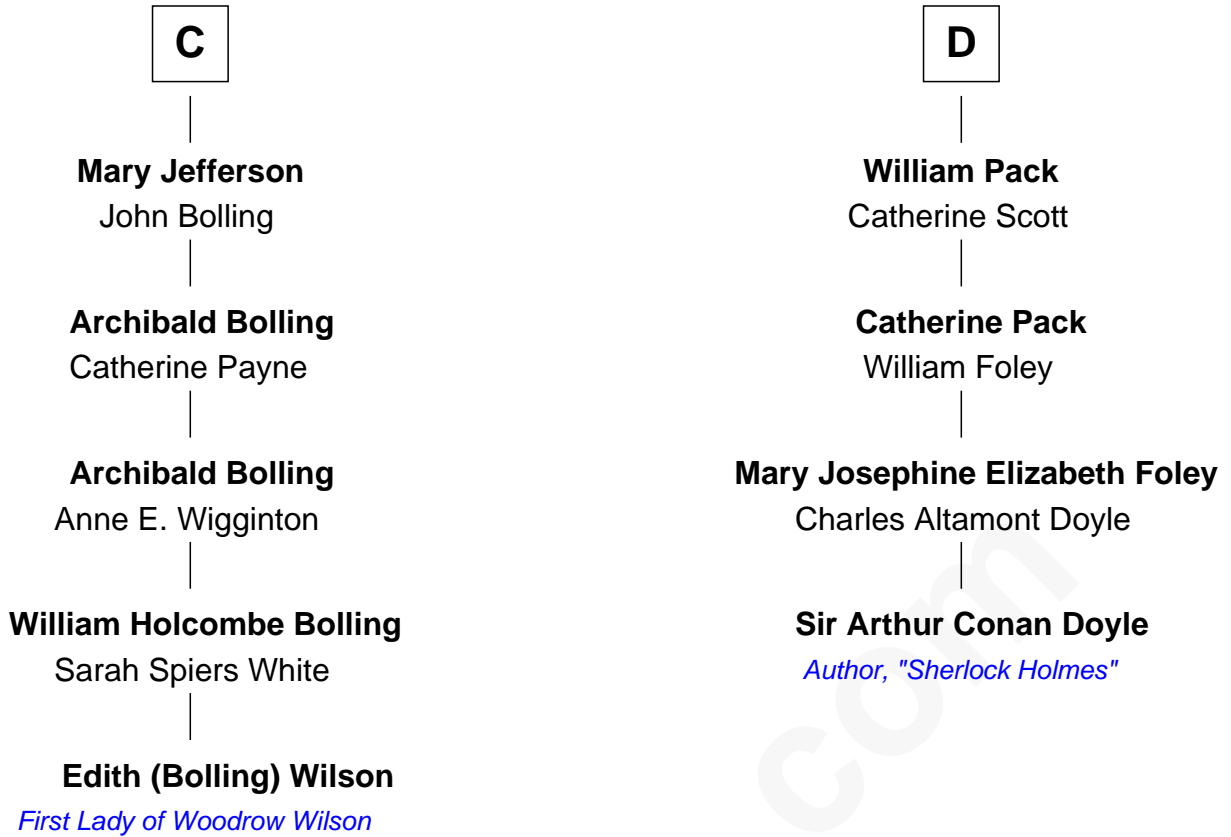 C
Mary Jefferson
John Bolling
Archibald Bolling
Catherine Payne
Archibald Bolling
Anne E. Wigginton
William Holcombe Bolling
Sarah Spiers White
Edith (Bolling) Wilson
First Lady of Woodrow Wilson
D
William Pack
Catherine Scott
Catherine Pack
William Foley
Mary Josephine Elizabeth Foley
Charles Altamont Doyle
Sir Arthur Conan Doyle
Author, "Sherlock Holmes"
com